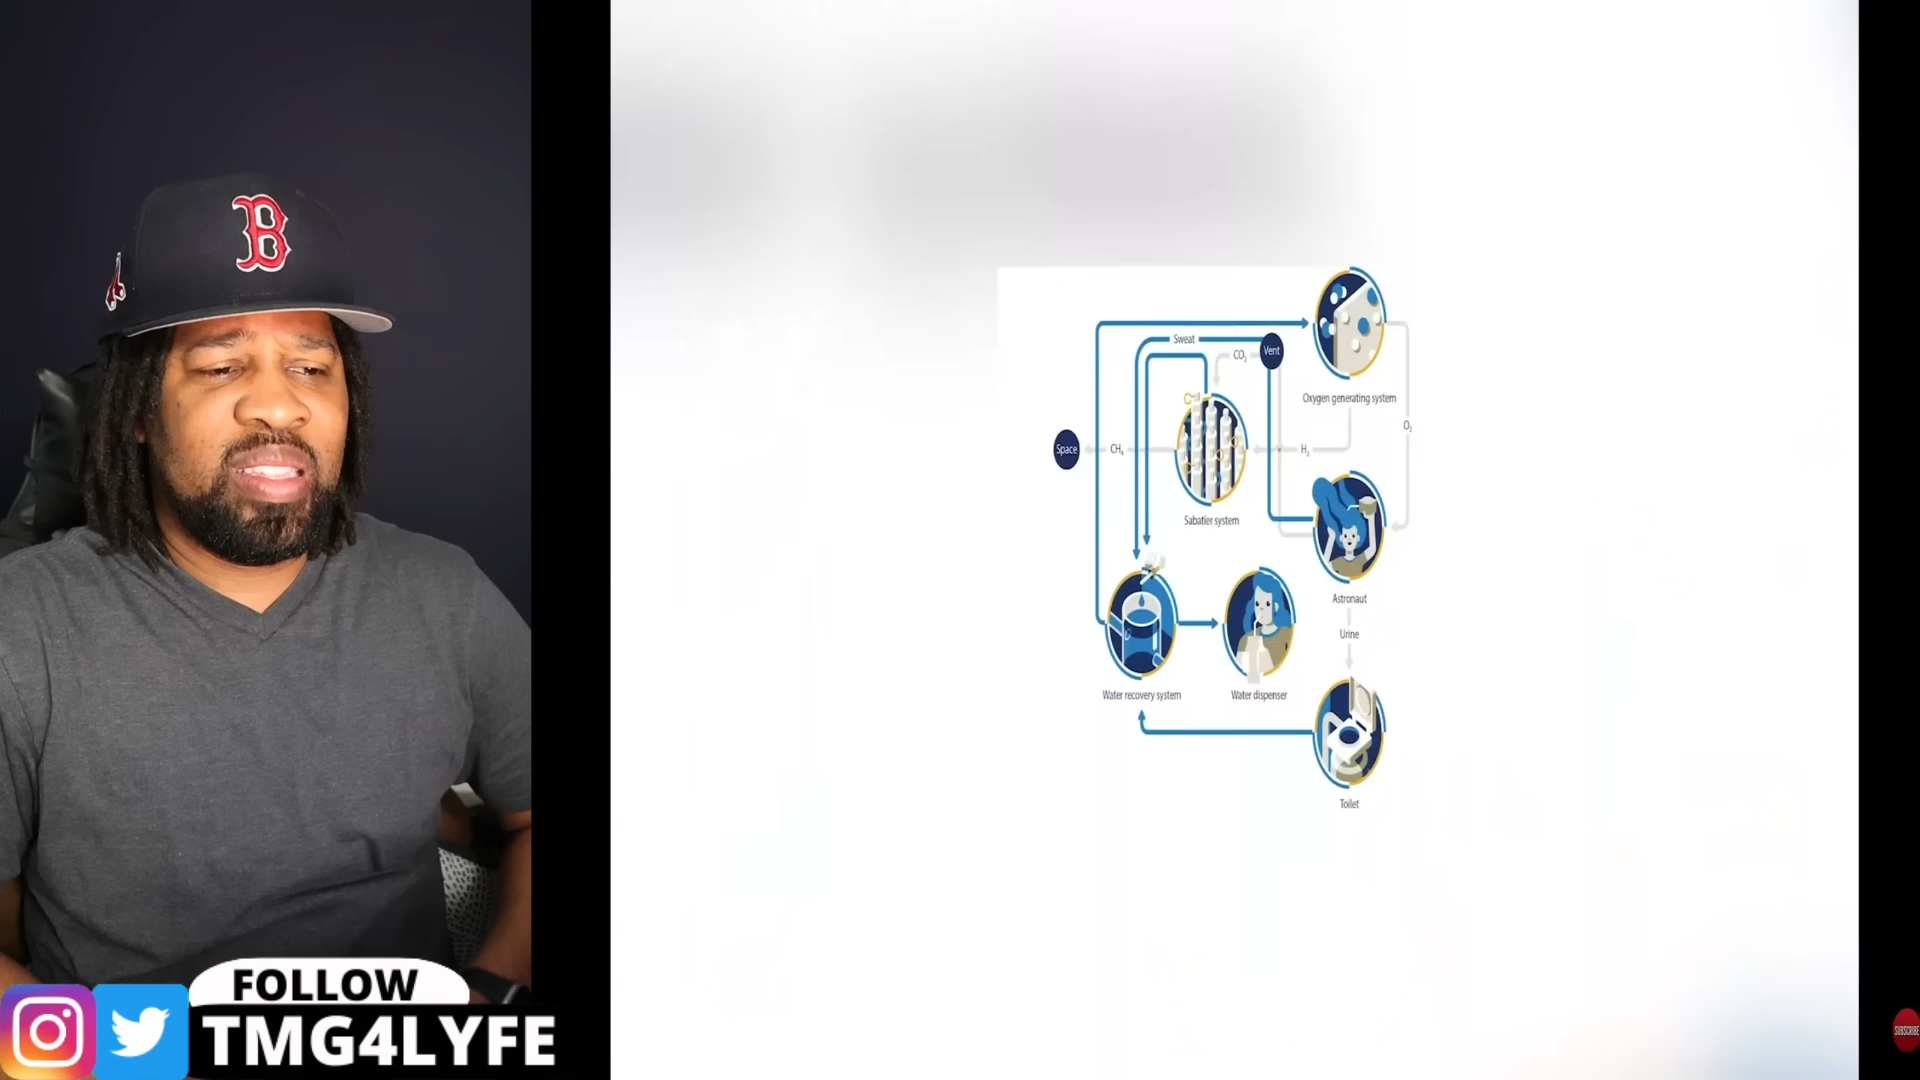 B
Sweat
Vent
CO₂
Oxygen generating system
O₂
Space
CH₄
H₂
Sabatier system
Astronaut
Urine
Water recovery system
Water dispenser
Toilet
FOLLOW
TMG4LYFE
SUBSCRIBE